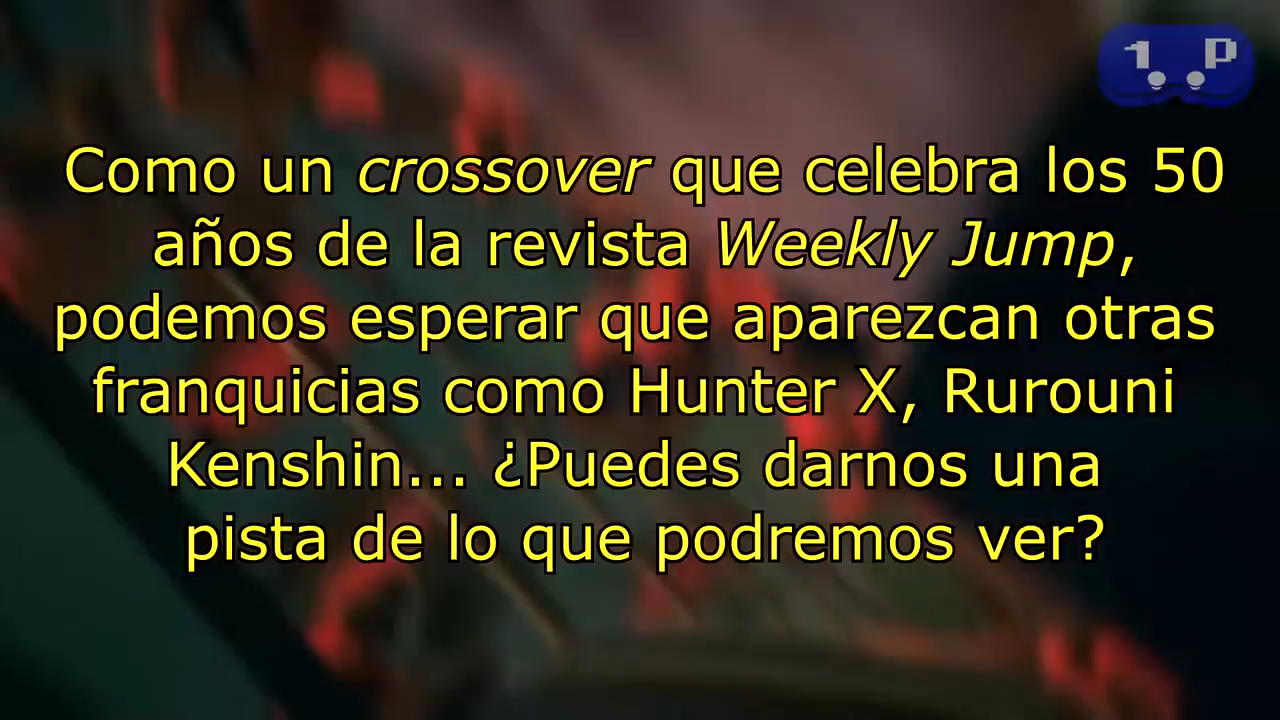 1 P
Como un crossover que celebra los 50
años de la revista Weekly Jump,
podemos esperar que aparezcan otras
franquicias como Hunter X, Rurouni
Kenshin... ¿Puedes darnos una
pista de lo que podremos ver?